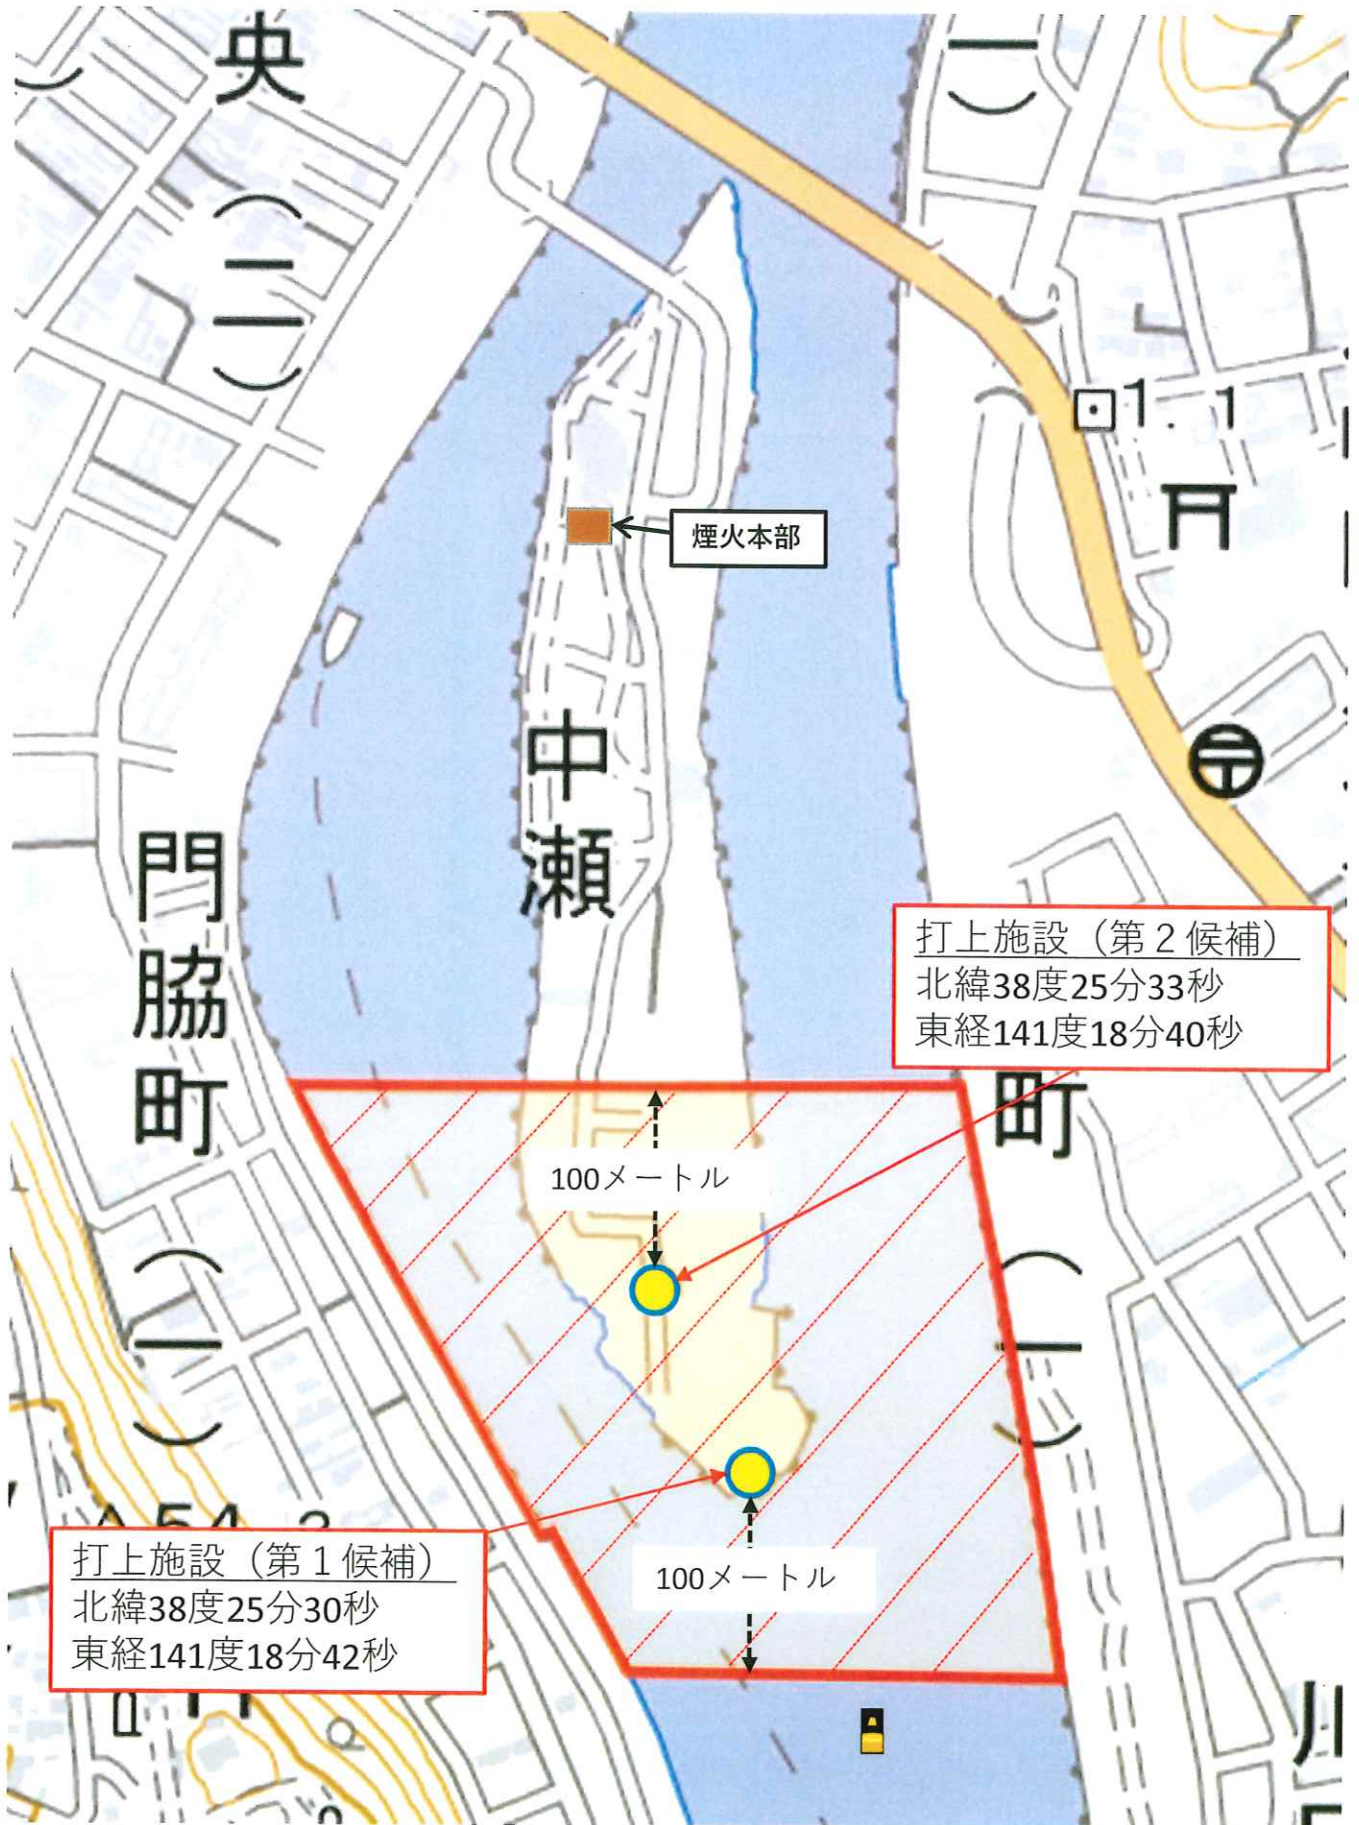 央
(二)
(一)
1.1
煙火本部
中瀬
門脇町(一)
打上施設(第2候補)
北緯38度25分33秒
東経141度18分40秒
町(一)
100メートル
100メートル
打上施設(第1候補)
北緯38度25分30秒
東経141度18分42秒
川